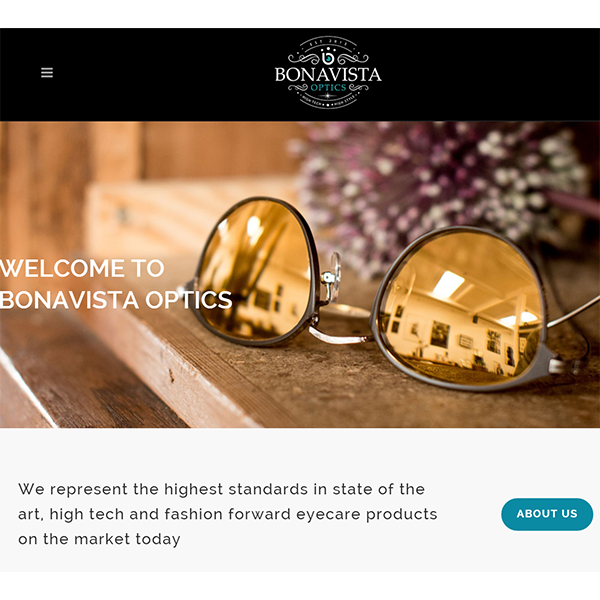 EST 2015
BONAVISTA
OPTICS
HIGH TECH HIGH STYLE
WELCOME TO
BONAVISTA OPTICS
We represent the highest standards in state of the
art, high tech and fashion forward eyecare products
on the market today
ABOUT US